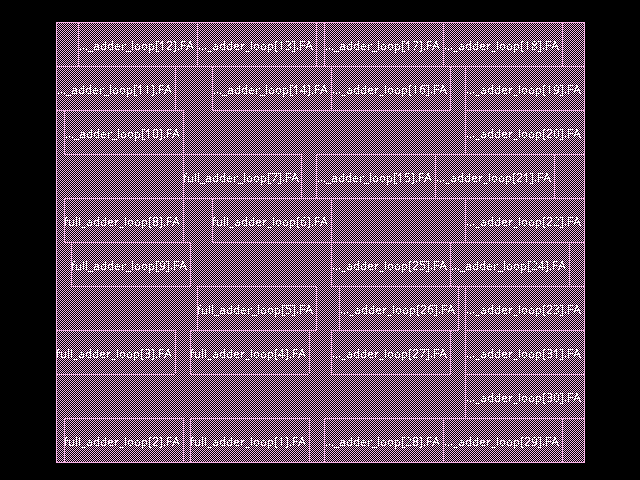 ..._adder_loop[12].FA ..._adder_loop[13].FA ..._adder_loop[17].FA ..._adder_loop[18].FA
..._adder_loop[11].FA ..._adder_loop[14].FA ..._adder_loop[16].FA ..._adder_loop[19].FA
..._adder_loop[10].FA ..._adder_loop[20].FA
full_adder_loop[7].FA ..._adder_loop[15].FA ..._adder_loop[21].FA
full_adder_loop[8].FA full_adder_loop[6].FA ..._adder_loop[22].FA
full_adder_loop[9].FA ..._adder_loop[25].FA ..._adder_loop[24].FA
full_adder_loop[5].FA ..._adder_loop[26].FA ..._adder_loop[23].FA
full_adder_loop[3].FA full_adder_loop[4].FA ..._adder_loop[27].FA ..._adder_loop[31].FA
..._adder_loop[30].FA
full_adder_loop[2].FA full_adder_loop[1].FA ..._adder_loop[28].FA ..._adder_loop[29].FA